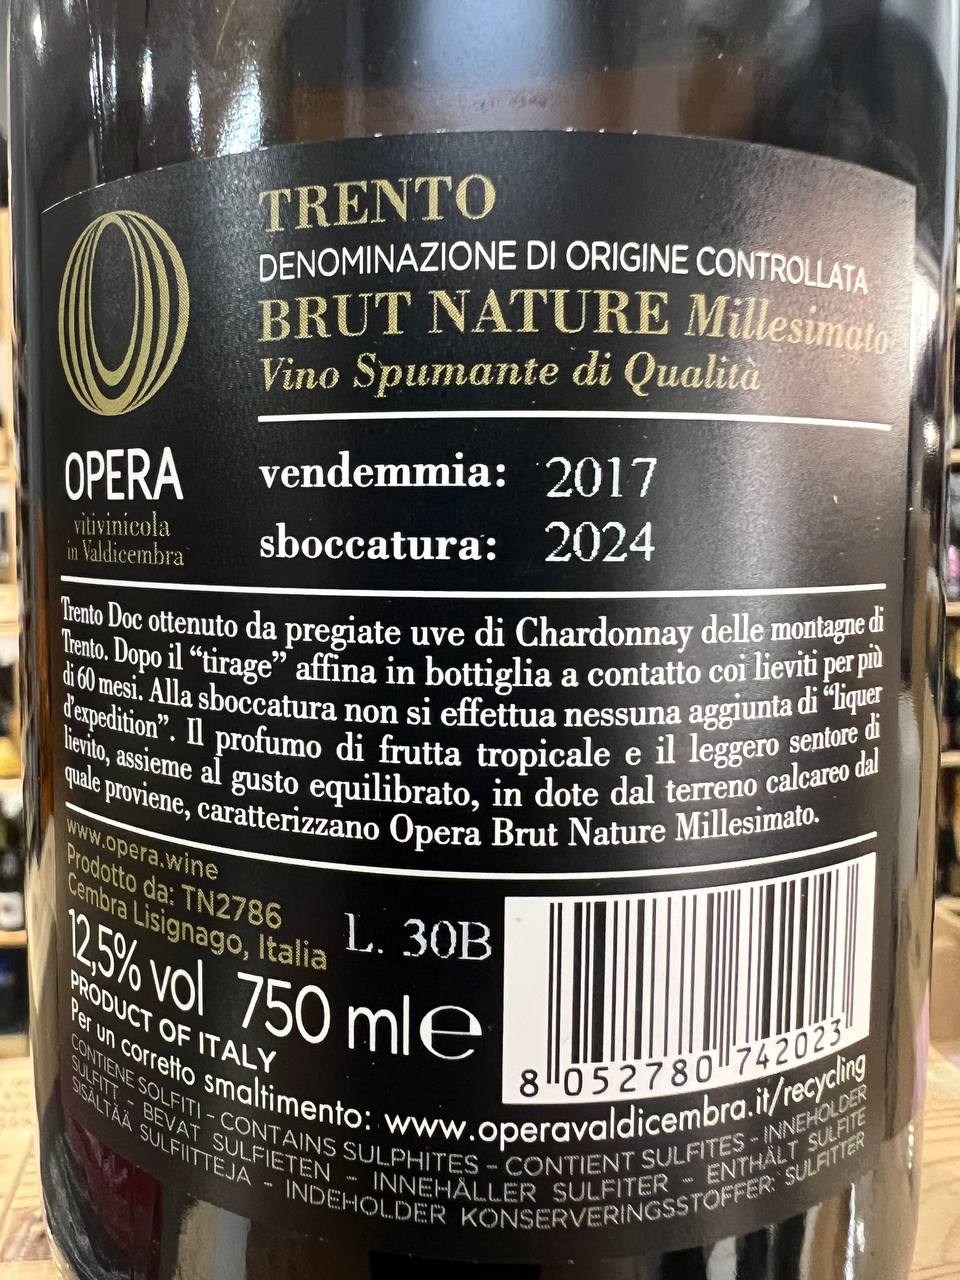 TRENTO
DENOMINAZIONE DI ORIGINE CONTROLLATA
BRUT NATURE Millesimato
Vino Spumante di Qualità
OPERA
vitivinicola
in Valdicembra
vendemmia: 2017
sboccatura: 2024
Trento Doc ottenuto da pregiate uve di Chardonnay delle montagne di
Trento. Dopo il “tirage” affina in bottiglia a contatto coi lieviti per più
di 60 mesi. Alla sboccatura non si effettua nessuna aggiunta di “liquer
d'expedition”. Il profumo di frutta tropicale e il leggero sentore di
lievito, assieme al gusto equilibrato, in dote dal terreno calcareo dal
quale proviene, caratterizzano Opera Brut Nature Millesimato.
www.opera.wine
Prodotto da: TN2786
Cembra Lisignago, Italia
L. 30B
12,5% vol 750 ml e
PRODUCT OF ITALY
8 052780 742023
Per un corretto smaltimento: www.operavaldicembra.it/recycling
CONTIENE SOLFITI - CONTAINS SULPHITES - CONTIENT SULFITES - INNEHOLDER
SULFITT - BEVAT SULFIETEN - INNEHÅLLER SULFITER - ENTHÄLT SULFITE
SISÄLTÄÄ SULFIITTEJA - INDEHOLDER KONSERVERINGSSTOFFER: SULFITTER